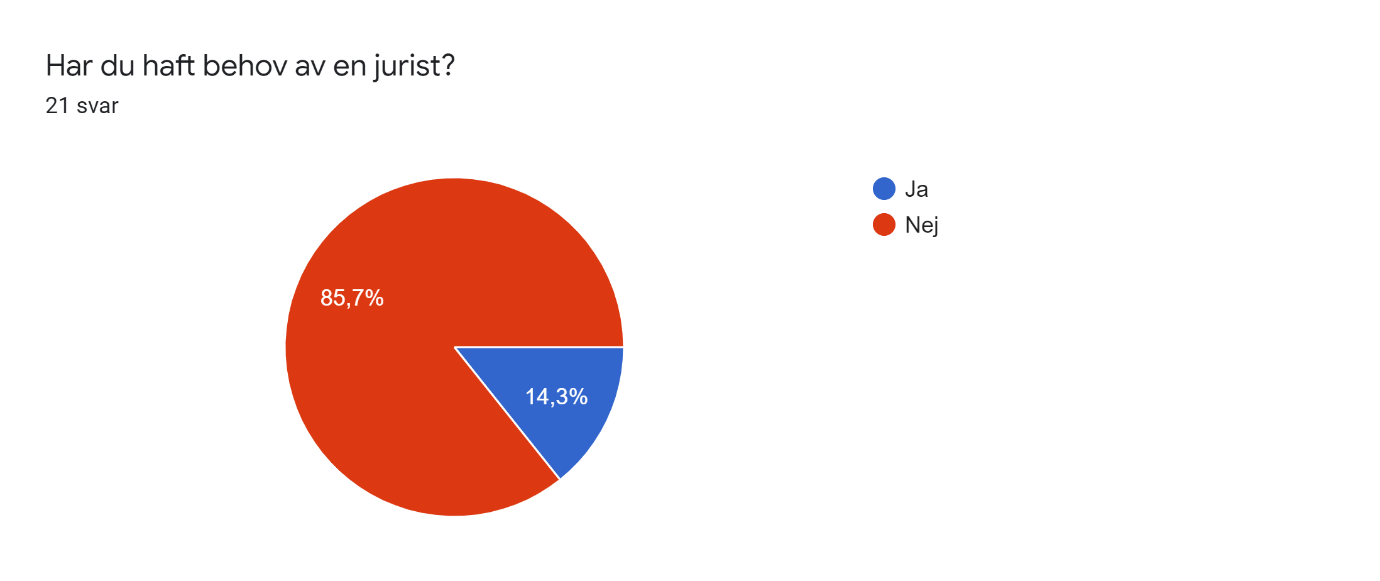 Har du haft behov av en jurist?
21 svar
Ja
Nej
85,7%
14,3%